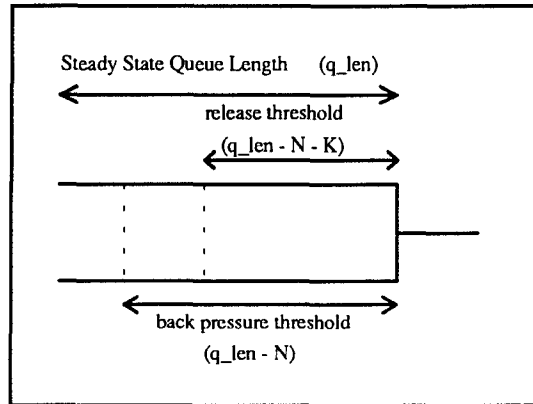 Steady State Queue Length (q_len)
release threshold
(q_len - N - K)
back pressure threshold
(q_len - N)